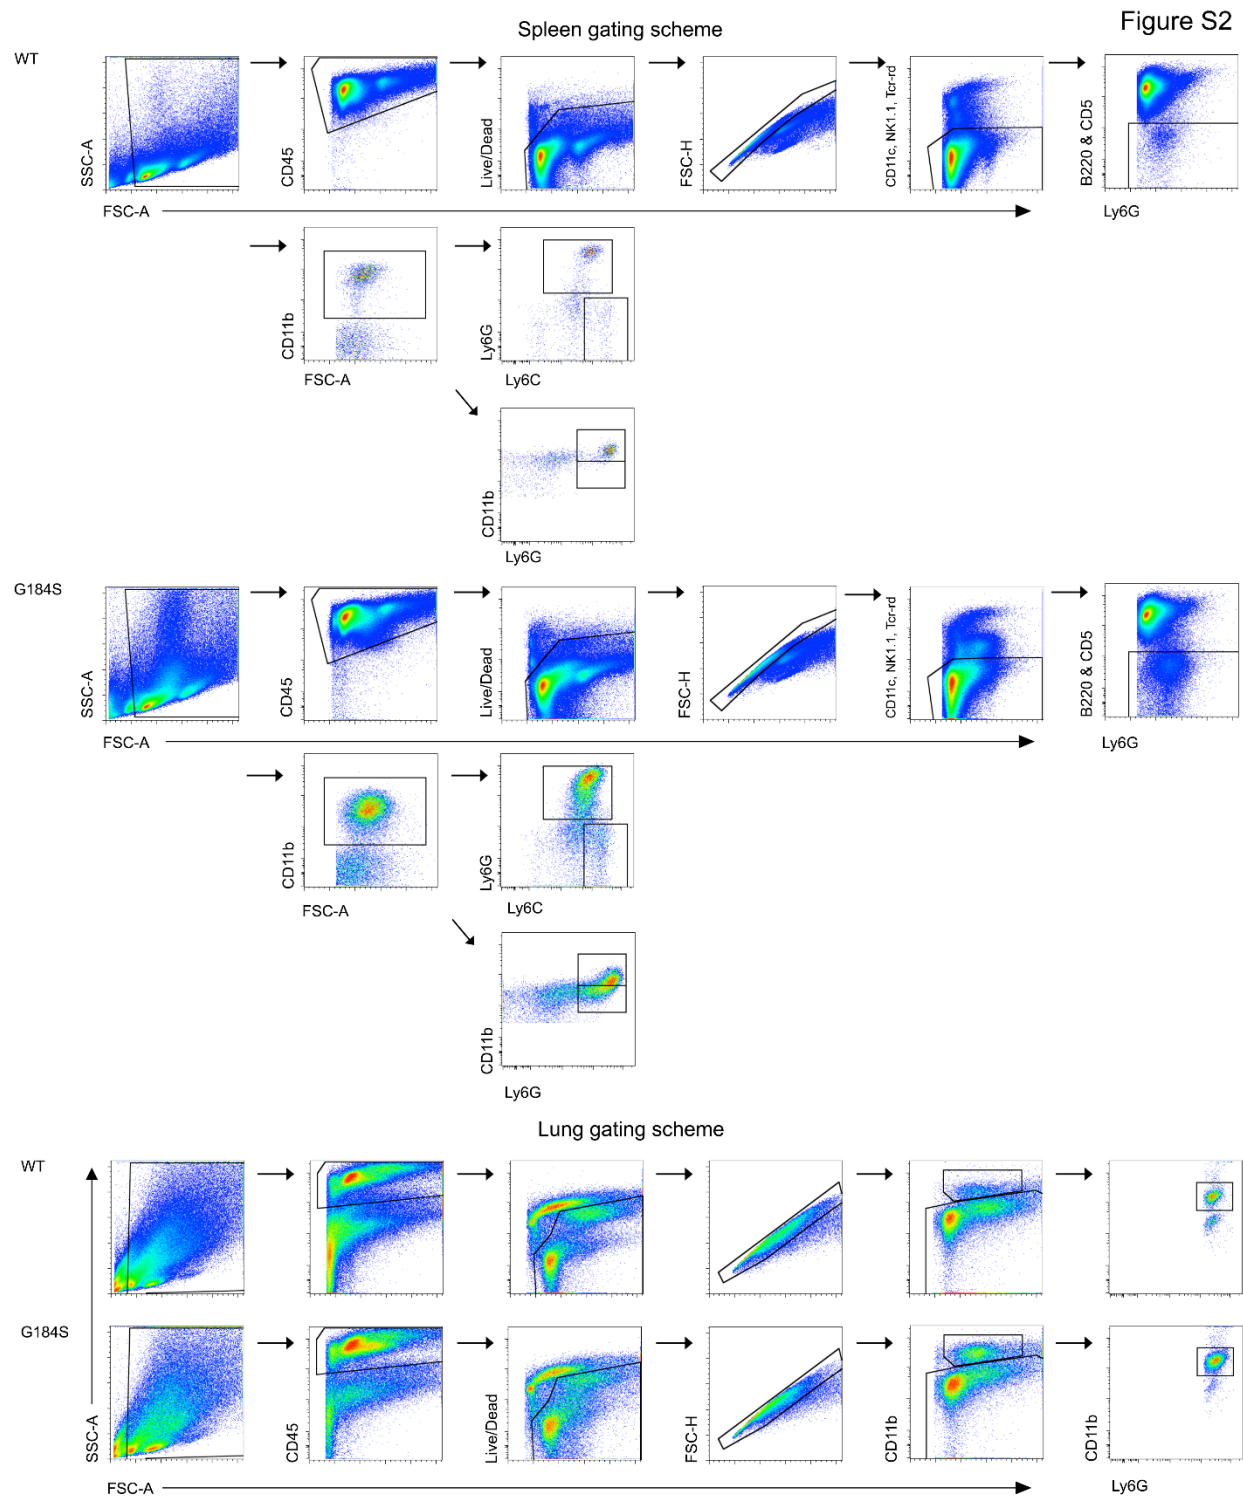 Figure S2
Spleen gating scheme
WT
SSC-A
CD45
Live/Dead
FSC-H
CD11c, NK1.1, Tcr-rd
B220 & CD5
FSC-A
Ly6G
CD11b
Ly6G
FSC-A
Ly6C
CD11b
Ly6G
G184S
SSC-A
CD45
Live/Dead
FSC-H
CD11c, NK1.1, Tcr-rd
B220 & CD5
FSC-A
Ly6G
CD11b
Ly6G
FSC-A
Ly6C
CD11b
Ly6G
Lung gating scheme
WT
G184S
SSC-A
CD45
Live/Dead
FSC-H
CD11b
CD11b
FSC-A
Ly6G